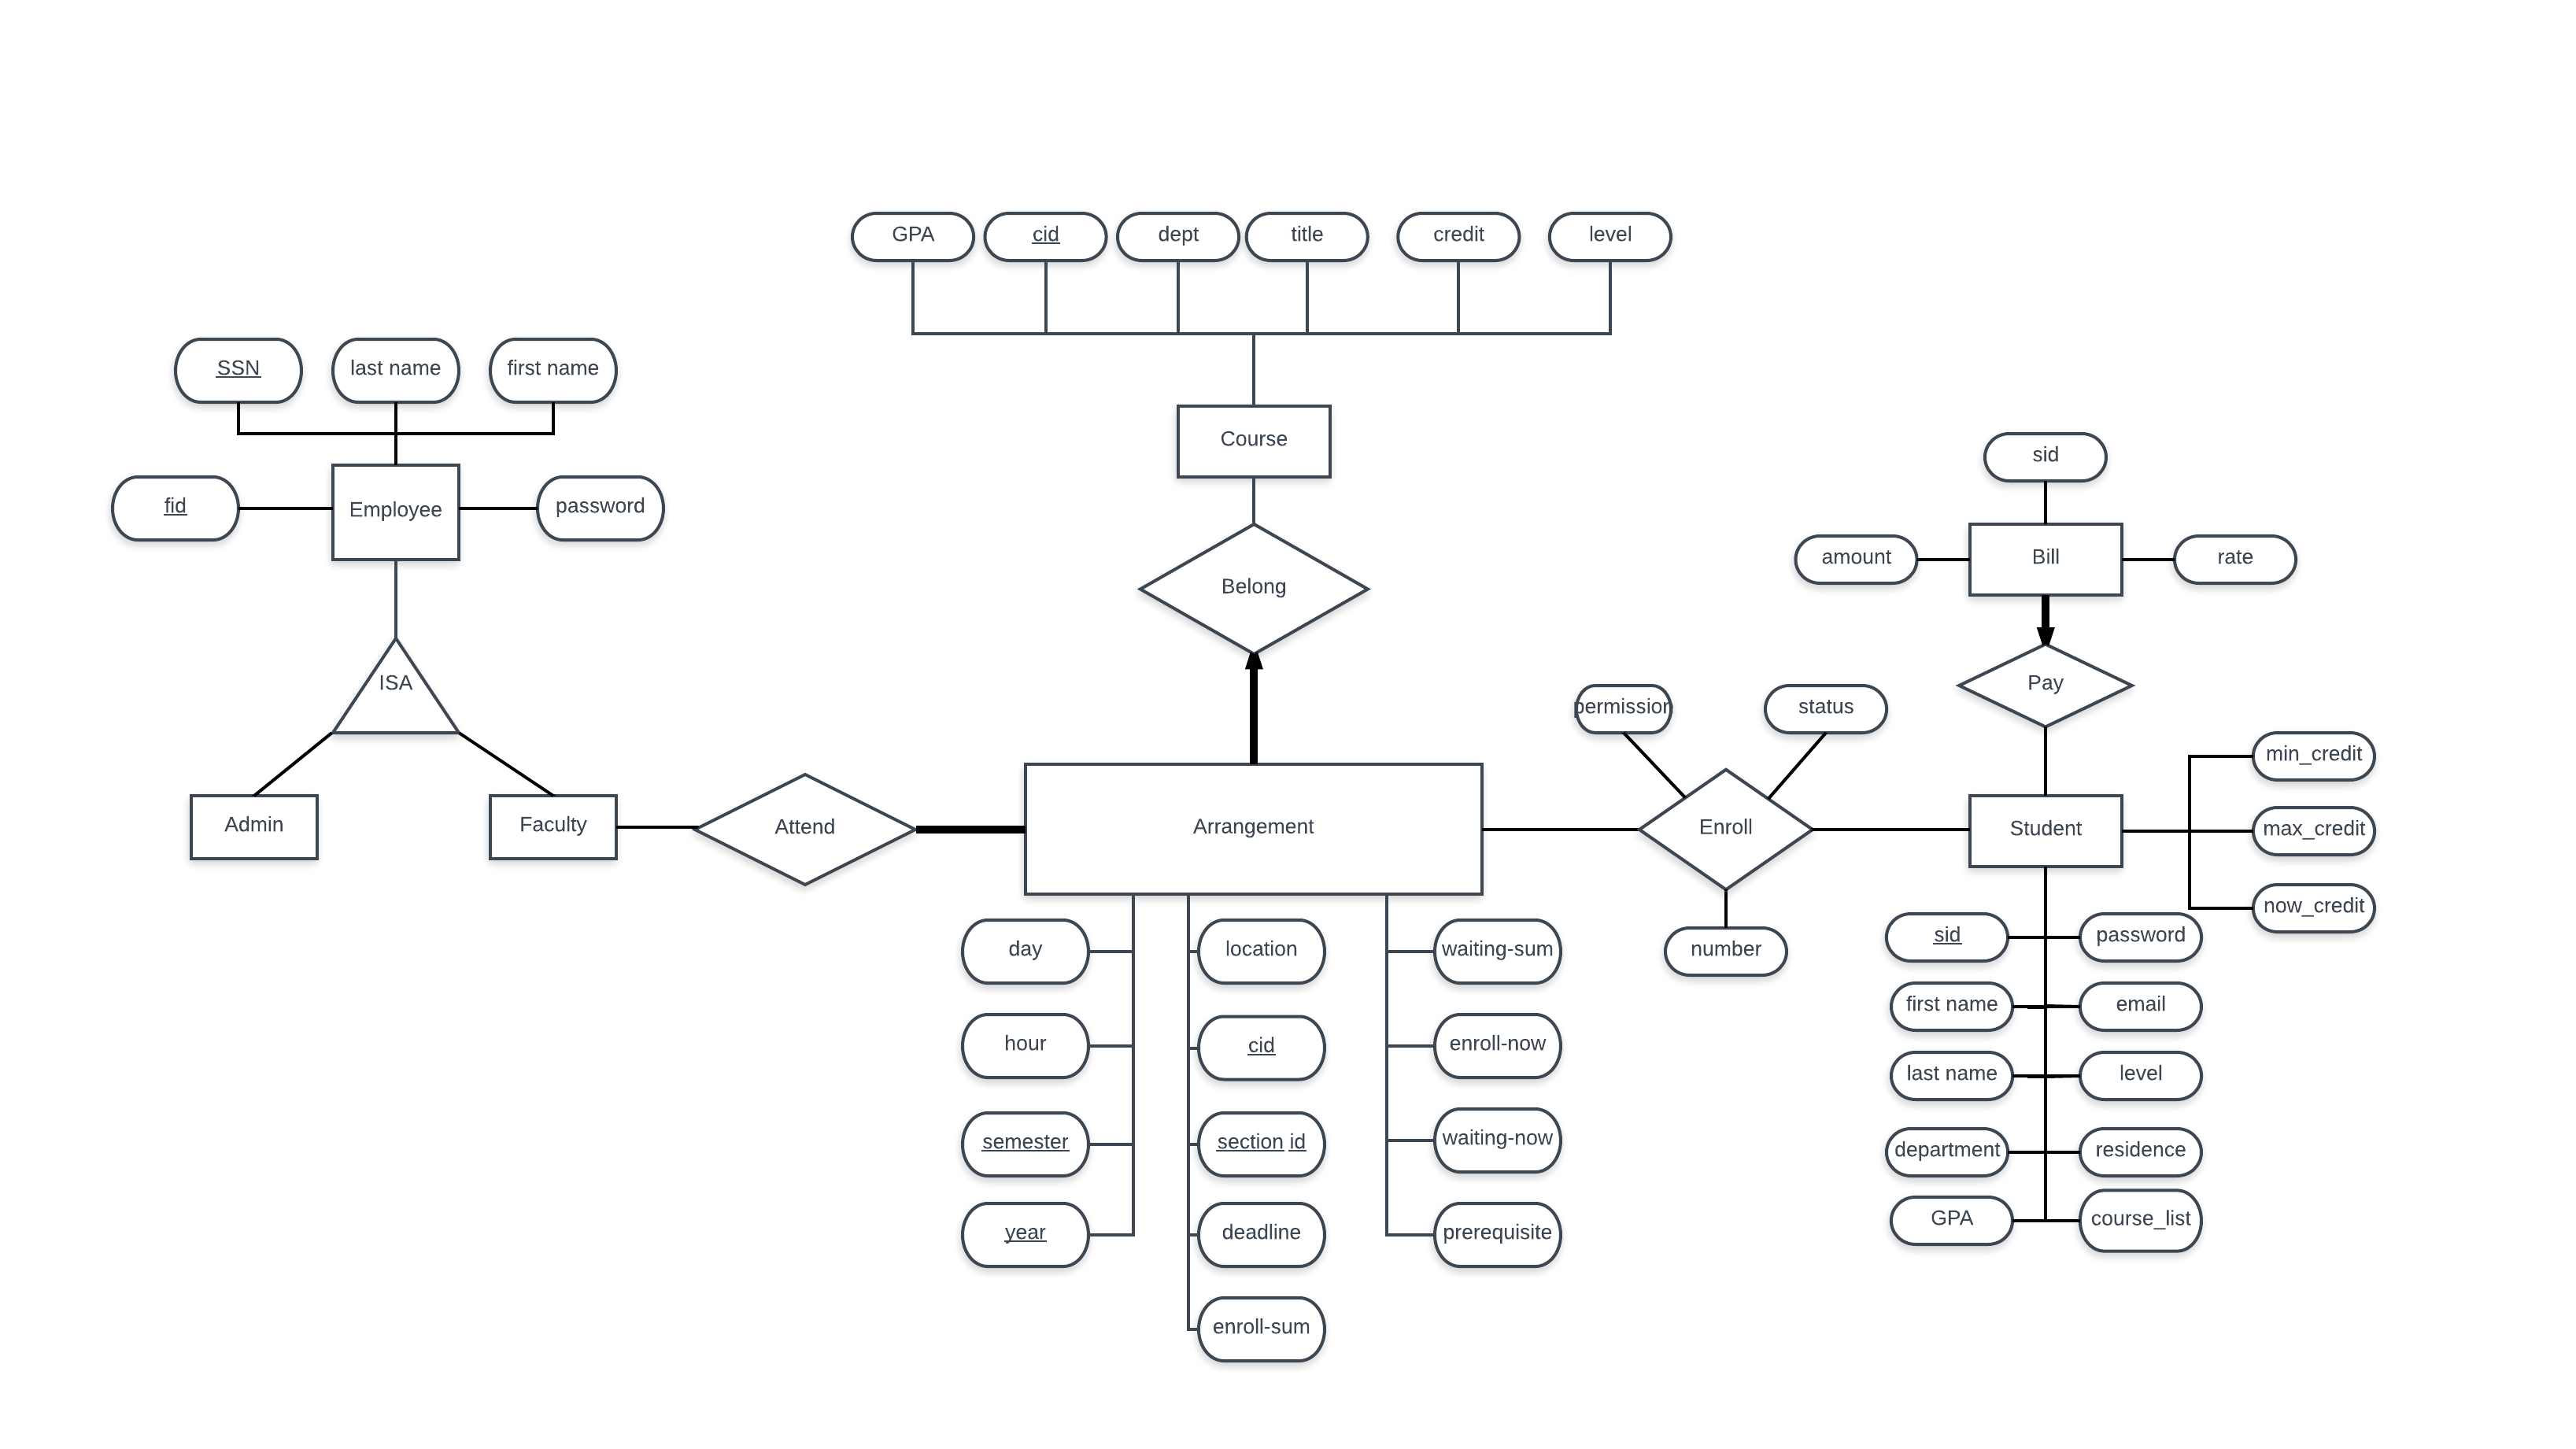 GPA
cid
dept
title
credit
level
SSN
last name
first name
Course
sid
fid
Employee
password
amount
Bill
rate
Belong
ISA
Pay
permission
status
min_credit
Admin
Faculty
Attend
Arrangement
Enroll
Student
max_credit
now_credit
day
location
waiting-sum
number
sid
password
hour
cid
enroll-now
first name
email
semester
section id
waiting-now
last name
level
year
deadline
prerequisite
department
residence
GPA
course_list
enroll-sum